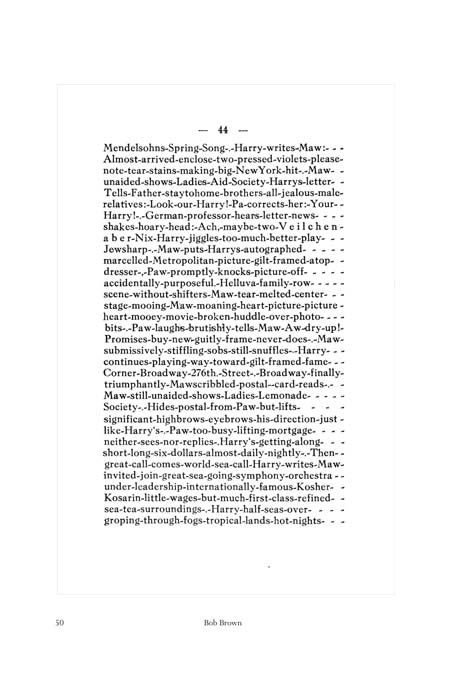 — 44 —
Mendelsohns-Spring-Song-.-Harry-writes-Maw:- - -
Almost-arrived-enclose-two-pressed-violets-please-
note-tear-stains-making-big-NewYork-hit-.-Maw- -
unaided-shows-Ladies-Aid-Society-Harrys-letter- -
Tells-Father-staytohome-brothers-all-jealous-male-
relatives:-Look-our-Harry!-Pa-corrects-her:-Your- -
Harry!-.-German-professor-hears-letter-news- - - -
shakes-hoary-head:-Ach,-maybe-two-V e i l c h e n -
a b e r-Nix-Harry-jiggles-too-much-better-play- - -
Jewsharp-.-Maw-puts-Harrys-autographed- - - - -
marcelled-Metropolitan-picture-gilt-framed-atop- -
dresser-.-Paw-promptly-knocks-picture-off- - - - -
accidentally-purposeful.-Helluva-family-row- - - - -
scene-without-shifters-Maw-tear-melted-center- - -
stage-mooing-Maw-moaning-heart-picture-picture -
heart-mooey-movie-broken-huddle-over-photo- - - -
bits-.-Paw-laughs-brutishly-tells-Maw-Aw-dry-up!-
Promises-buy-new-guitly-frame-never-does-.-Maw-
submissively-stiffling-sobs-still-snuffles-.-Harry- - -
continues-playing-way-toward-gilt-framed-fame- - -
Corner-Broadway-276th.-Street-.-Broadway-finally-
triumphantly-Mawscribbled-postal--card-reads-.- -
Maw-still-unaided-shows-Ladies-Lemonade- - - - -
Society-.-Hides-postal-from-Paw-but-lifts- - - -
significant-highbrows-eyebrows-his-direction-just -
like-Harry's-.-Paw-too-busy-lifting-mortgage- - - -
neither-sees-nor-replies-.Harry's-getting-along- - -
short-long-six-dollars-almost-daily-nightly-.-Then- -
great-call-comes-world-sea-call-Harry-writes-Maw-
invited-join-great-sea-going-symphony-orchestra - -
under-leadership-internationally-famous-Kosher- -
Kosarin-little-wages-but-much-first-class-refined- -
sea-tea-surroundings-.-Harry-half-seas-over- - - -
groping-through-fogs-tropical-lands-hot-nights- - -
50 Bob Brown